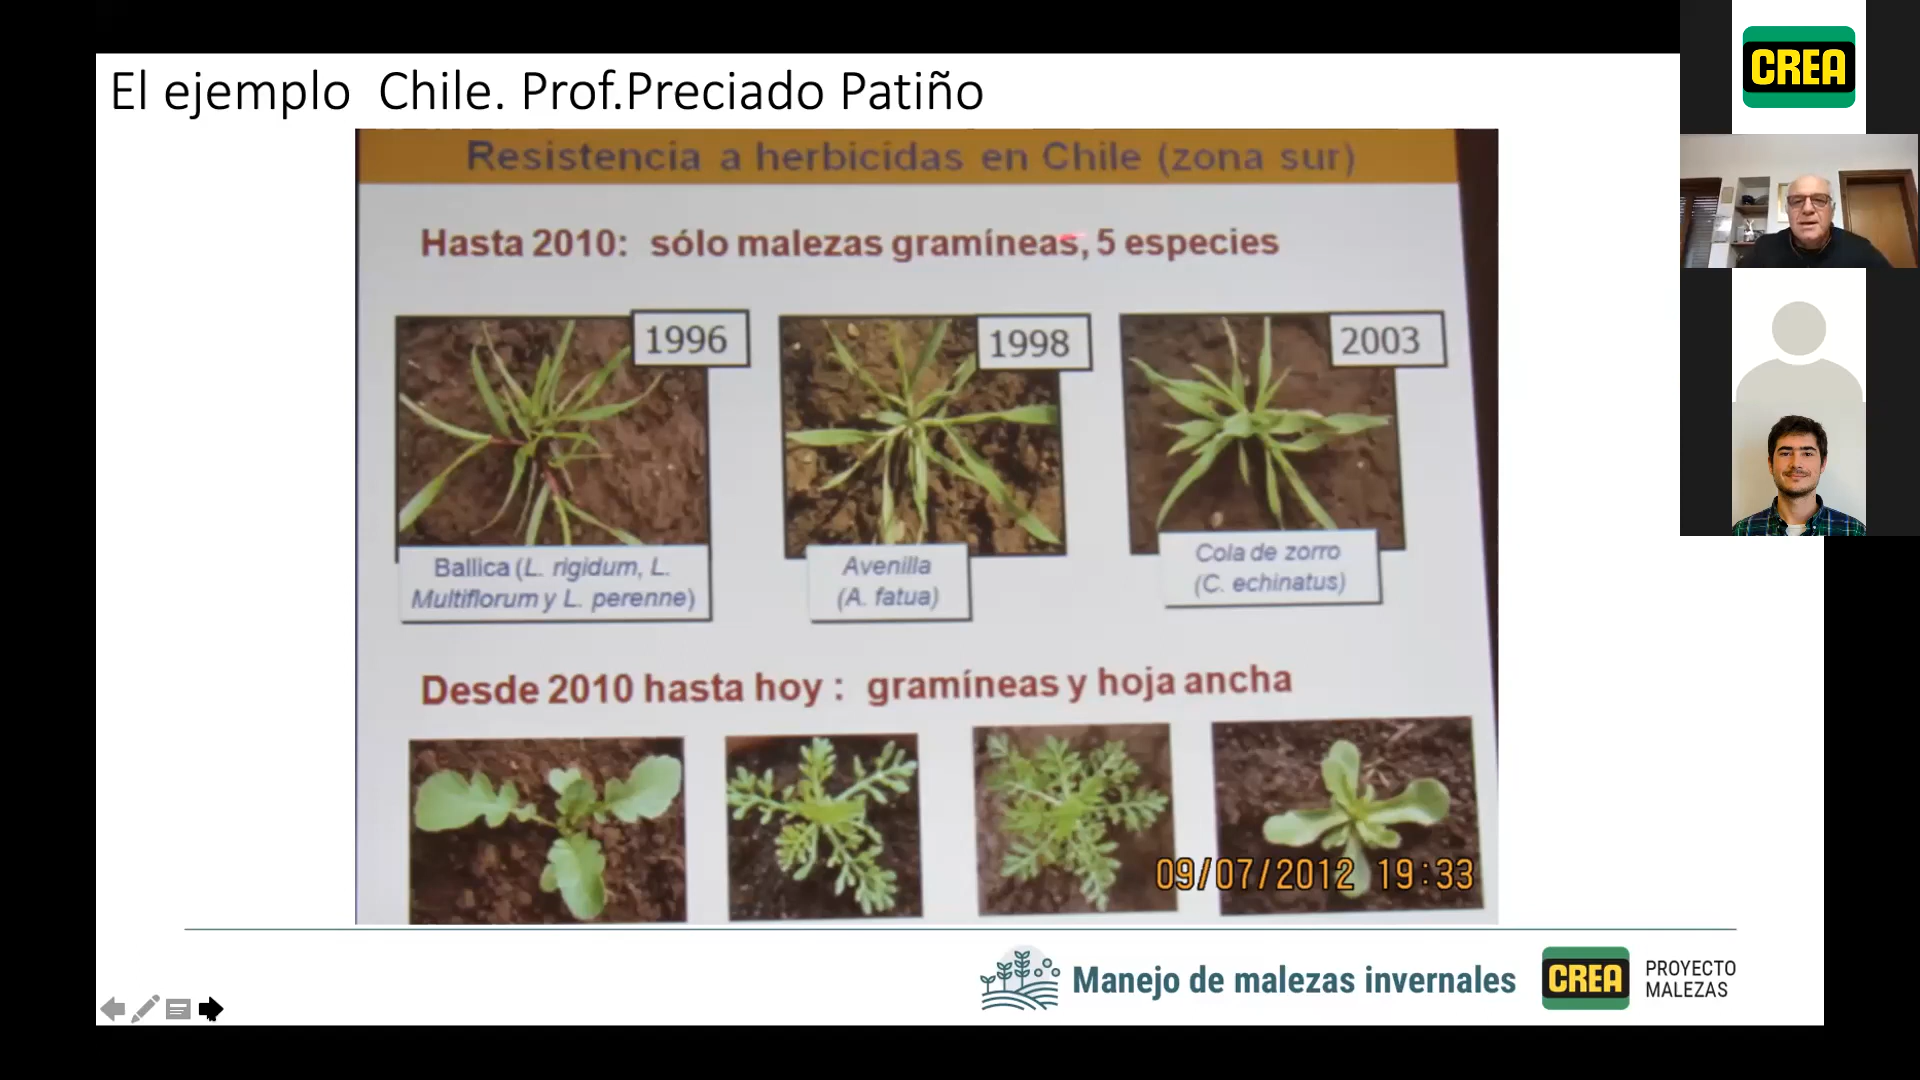 El ejemplo Chile. Prof.Preciado Patiño
CREA
Resistencia a herbicidas en Chile (zona sur)
Hasta 2010: sólo malezas gramíneas, 5 especies
1996
1998
2003
Ballica (L. rigidum, L.
Multiflorum y L. perenne)
Avenilla
(A. fatua)
Cola de zorro
(C. echinatus)
Desde 2010 hasta hoy : gramíneas y hoja ancha
09/07/2012 19:33
Manejo de malezas invernales
CREA
PROYECTO
MALEZAS